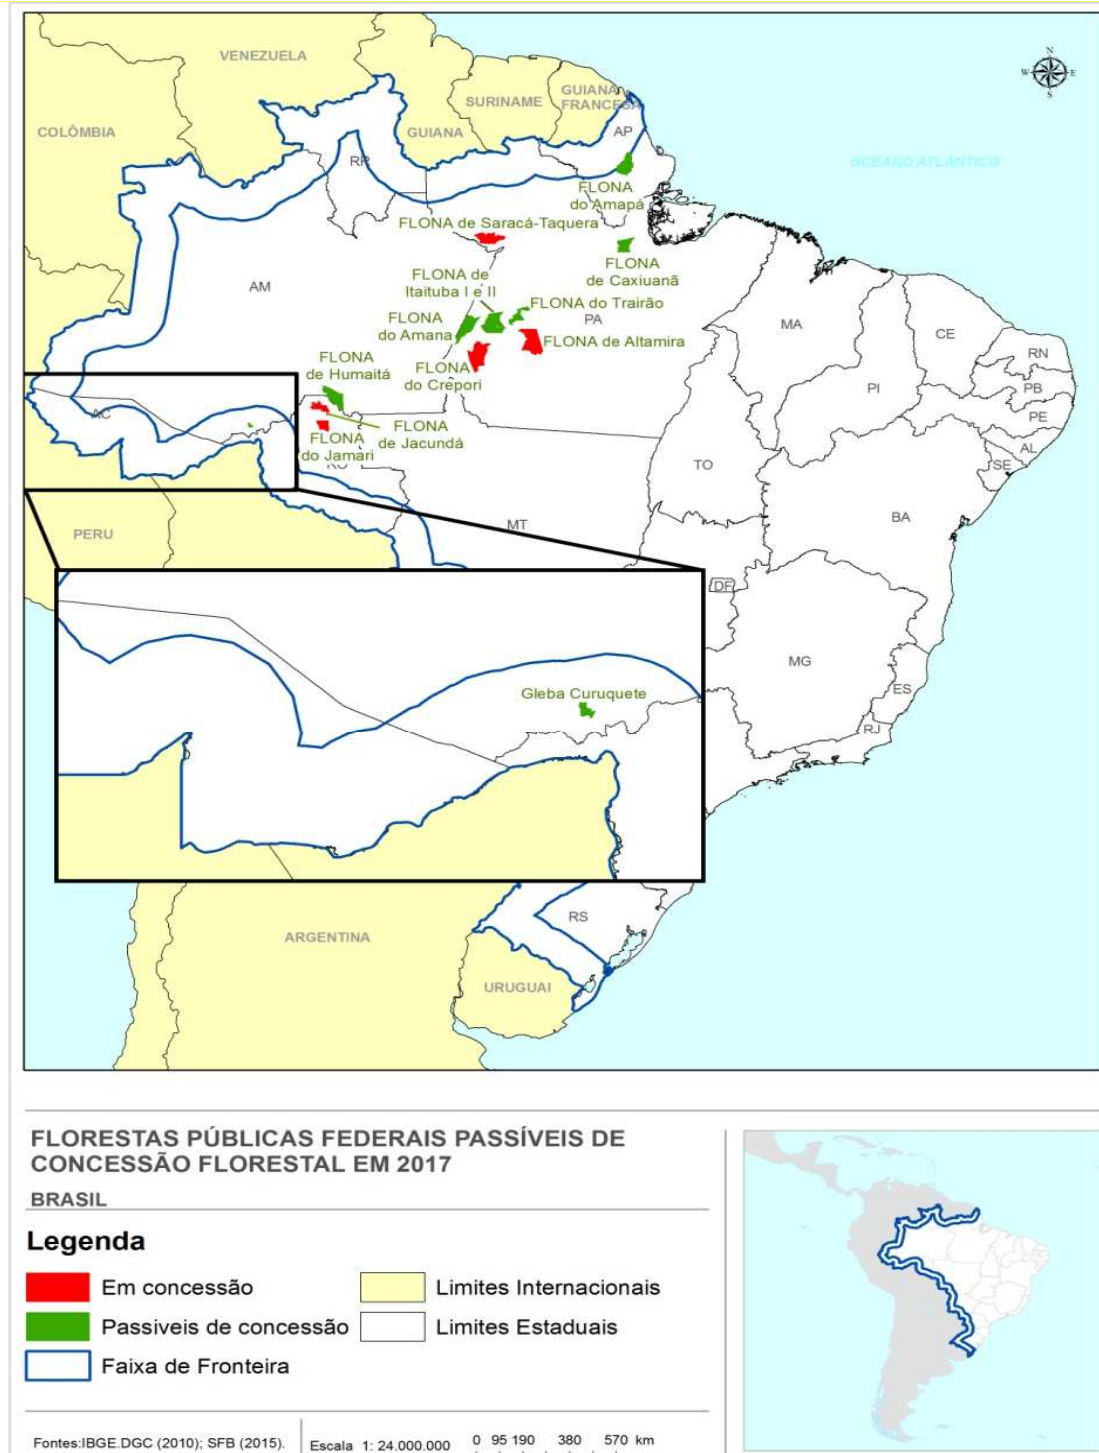 VENEZUELA
GUIANA
FRANCESA
SURINAME
COLÔMBIA
GUIANA
AP
RR
OCEANO ATLÂNTICO
FLONA
do Amapá
FLONA de Saracá-Taquera
FLONA
de Caxiuanã
AM
FLONA de
Itaituba I e II
FLONA do Trairão
PA
FLONA
do Amana
FLONA de Altamira
MA
CE
RN
PB
PE
AL
SE
PI
FLONA
do Crepori
FLONA
de Humaitá
AC
FLONA
de Jacundá
FLONA
do Jamari
RO
TO
BA
PERU
MT
DF
MG
ES
RJ
Gleba Curuquete
RS
ARGENTINA
URUGUAI
N
W
E
S
FLORESTAS PÚBLICAS FEDERAIS PASSÍVEIS DE
CONCESSÃO FLORESTAL EM 2017
BRASIL
Legenda
Em concessão
Limites Internacionais
Passiveis de concessão
Limites Estaduais
Faixa de Fronteira
Fontes:IBGE.DGC (2010); SFB (2015).
Escala 1: 24.000.000
0 95 190 380 570 km